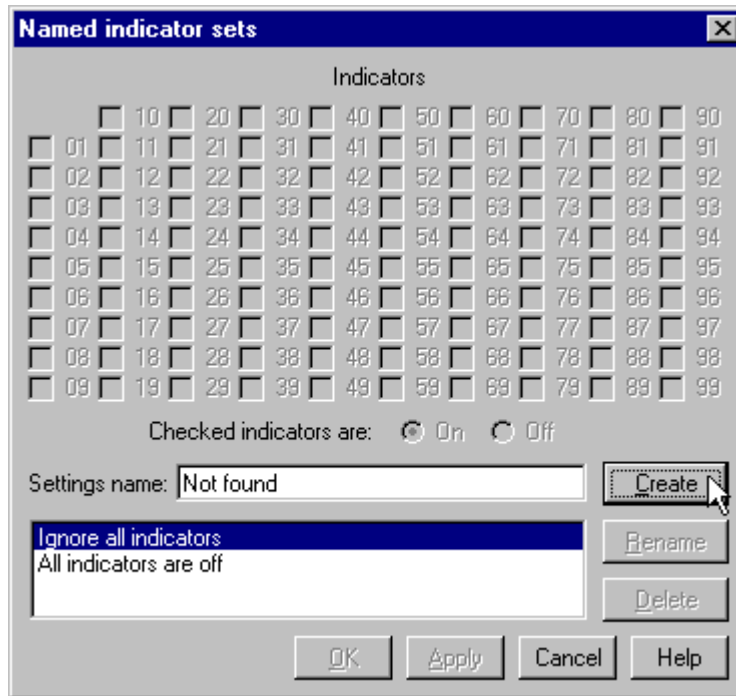 Named indicator sets
Indicators
10 20 30 40 50 60 70 80 90
01 11 21 31 41 51 61 71 81 91
02 12 22 32 42 52 62 72 82 92
03 13 23 33 43 53 63 73 83 93
04 14 24 34 44 54 64 74 84 94
05 15 25 35 45 55 65 75 85 95
06 16 26 36 46 56 66 76 86 96
07 17 27 37 47 57 67 77 87 97
08 18 28 38 48 58 68 78 88 98
09 19 29 39 49 59 69 79 89 99
Checked indicators are: On Off
Settings name: Not found Create
Ignore all indicators
Rename
All indicators are off
Delete
OK Apply Cancel Help